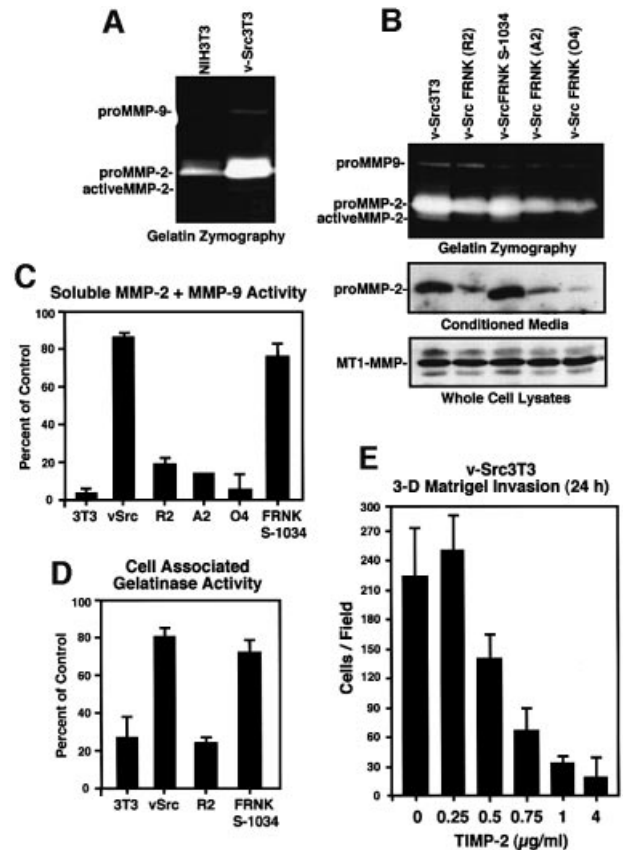 A
NIH3T3
v-Src3T3
proMMP-9-
proMMP-2-
activeMMP-2-
Gelatin Zymography
B
v-Src3T3
v-Src FRNK (R2)
v-SrcFRNK S-1034
v-Src FRNK (A2)
v-Src FRNK (O4)
proMMP9-
proMMP-2-
activeMMP-2-
Gelatin Zymography
proMMP-2-
Conditioned Media
MT1-MMP-
Whole Cell Lysates
C
Soluble MMP-2 + MMP-9 Activity
Percent of Control
100
80
60
40
20
0
3T3 vSrc R2 A2 O4 FRNK
S-1034
D
Cell Associated
Gelatinase Activity
Percent of Control
100
80
60
40
20
0
3T3 vSrc R2 FRNK
S-1034
E
v-Src3T3
3-D Matrigel Invasion (24 h)
Cells / Field
300
270
240
210
180
150
120
90
60
30
0
0 0.25 0.5 0.75 1 4
TIMP-2 (µg/ml)